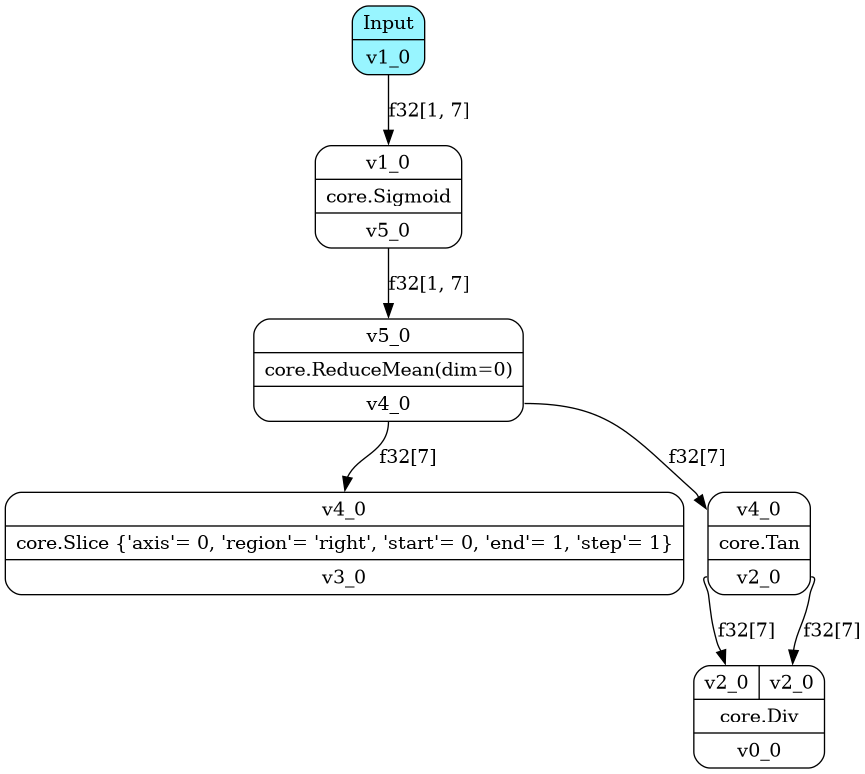 Input
v1_0
f32[1, 7]
v1_0
core.Sigmoid
v5_0
f32[1, 7]
v5_0
core.ReduceMean(dim=0)
v4_0
f32[7]
f32[7]
v4_0
core.Slice {'axis'= 0, 'region'= 'right', 'start'= 0, 'end'= 1, 'step'= 1}
v3_0
v4_0
core.Tan
v2_0
f32[7]
f32[7]
v2_0 v2_0
core.Div
v0_0